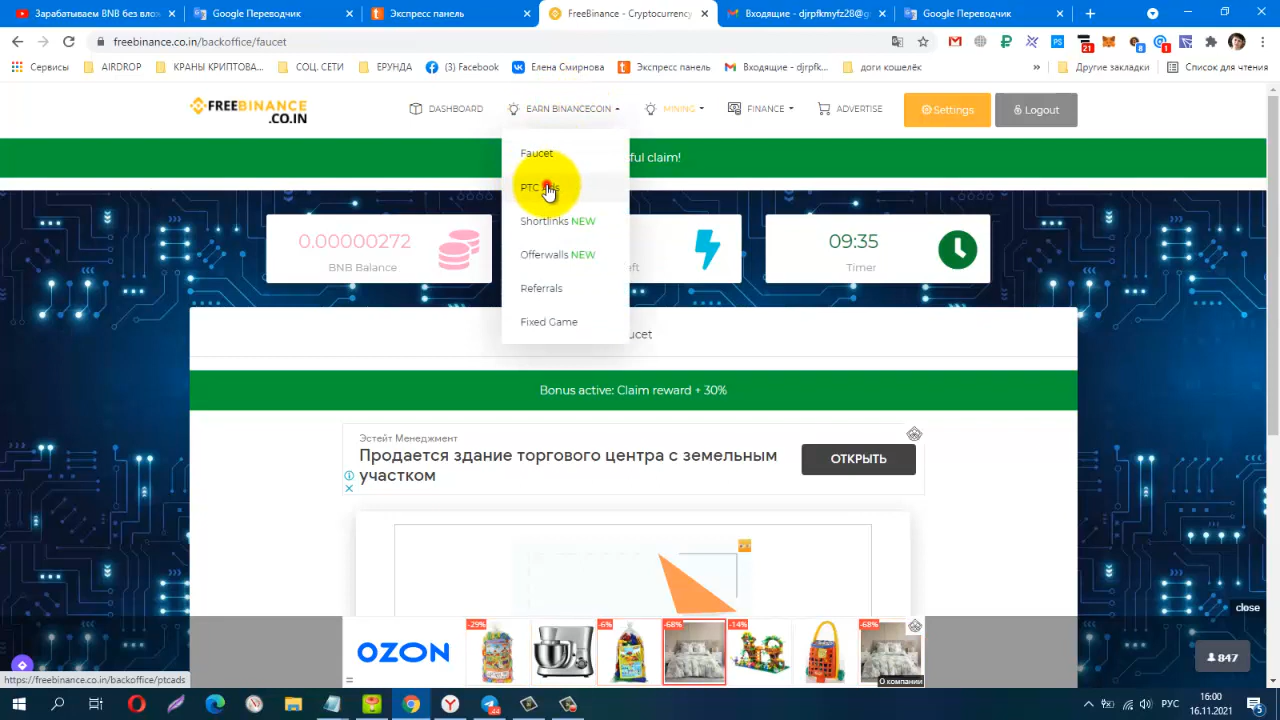 Зарабатываем BNB без влож
Google Переводчик
Экспресс панель
FreeBinance - Cryptocurrency
Входящие - djrpfkmyfz28@g
Google Переводчик
freebinance.co.in/backoffice/faucet
Сервисы
AIRDROP
КРАНЫ КРИПТОВА...
СОЦ. СЕТИ
ЕРУНДА
(3) Facebook
Елена Смирнова
Экспресс панель
Входящие - djrpfk...
доги кошелёк
»
Другие закладки
Список для чтения
FREEBINANCE
.CO.IN
DASHBOARD
EARN BINANCECOIN
MINING
FINANCE
ADVERTISE
Settings
Logout
ful claim!
Faucet
PTC
Shortlinks NEW
Offerwalls NEW
Referrals
Fixed Game
0.00000272
BNB Balance
eft
09:35
Timer
ucet
Bonus active: Claim reward + 30%
Эстейт Менеджмент
Продается здание торгового центра с земельным
участком
ОТКРЫТЬ
close
OZON
-29%
-6%
-68%
-14%
-68%
О компании
847
https://freebinance.co.in/backoffice/ptcads
РУС
16:00
16.11.2021